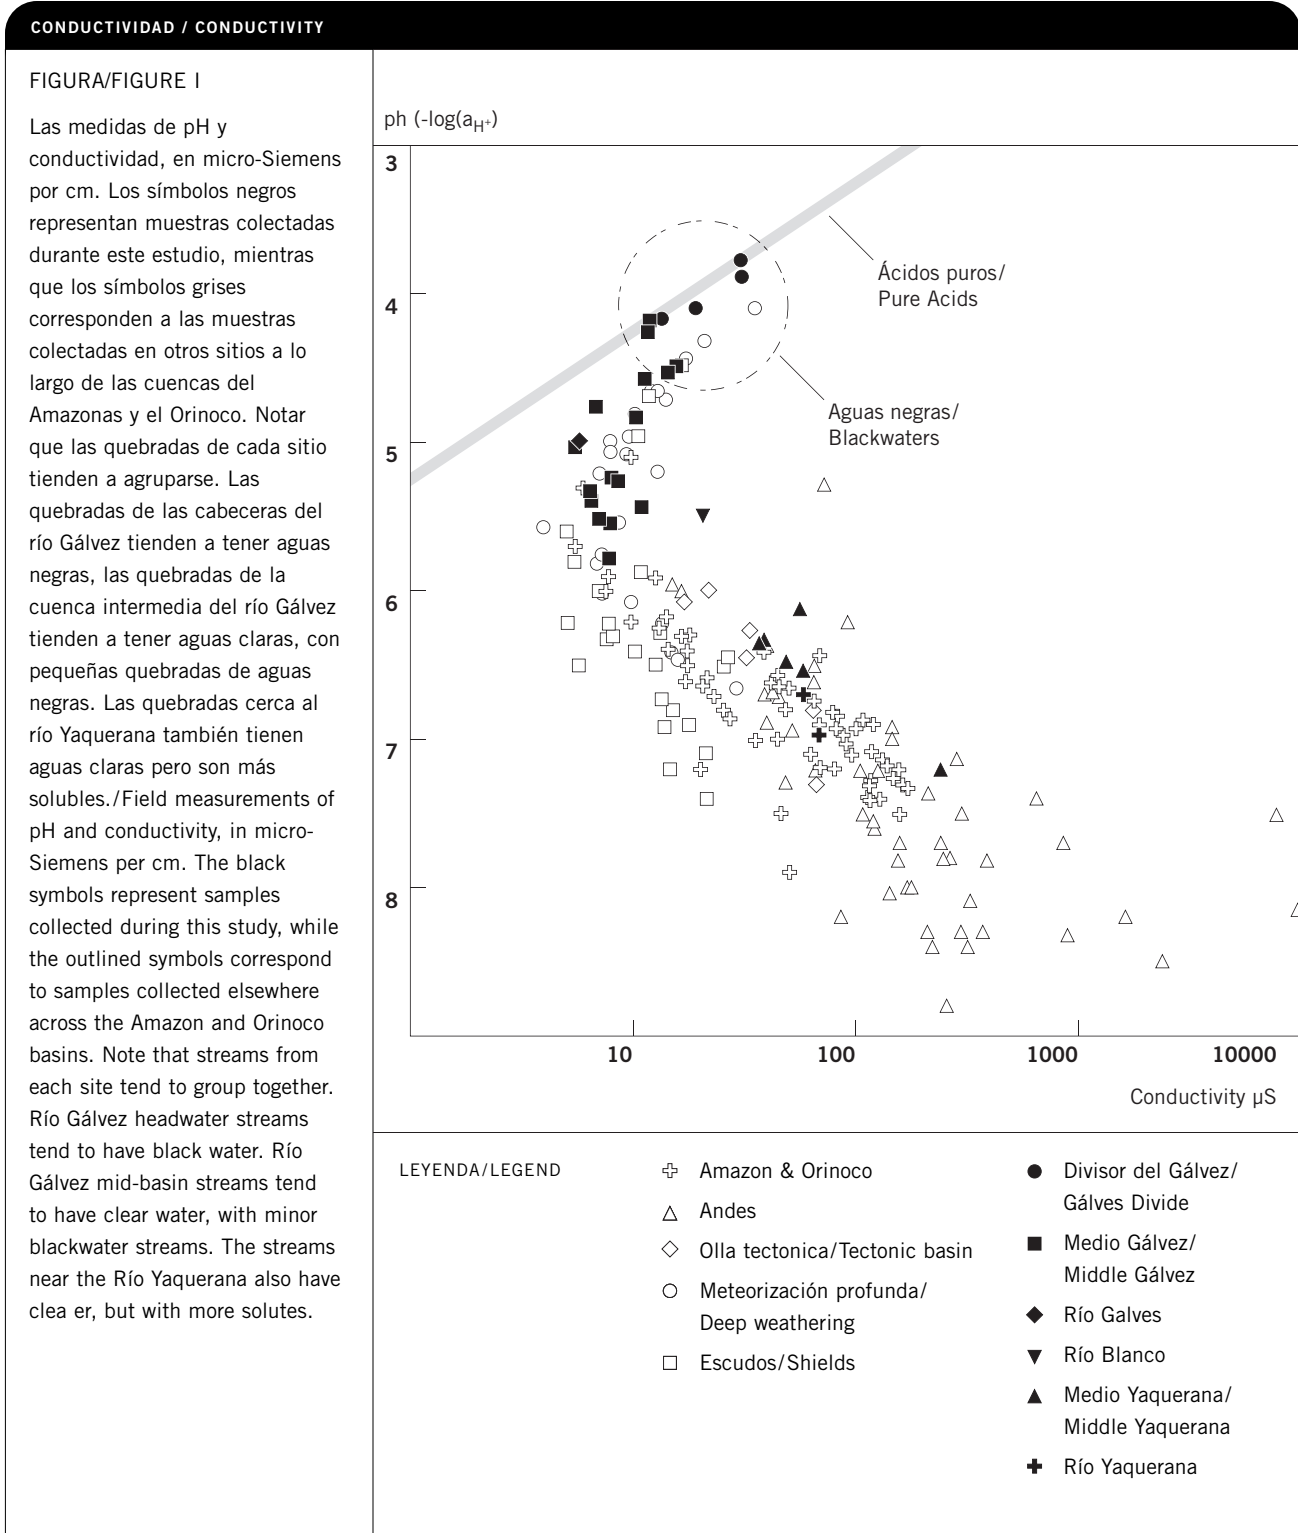 CONDUCTIVIDAD / CONDUCTIVITY
FIGURA/FIGURE I
Las medidas de pH y
conductividad, en micro-Siemens
por cm. Los símbolos negros
representan muestras colectadas
durante este estudio, mientras
que los símbolos grises
corresponden a las muestras
colectadas en otros sitios a lo
largo de las cuencas del
Amazonas y el Orinoco. Notar
que las quebradas de cada sitio
tienden a agruparse. Las
quebradas de las cabeceras del
río Gálvez tienden a tener aguas
negras, las quebradas de la
cuenca intermedia del río Gálvez
tienden a tener aguas claras, con
pequeñas quebradas de aguas
negras. Las quebradas cerca al
río Yaquerana también tienen
aguas claras pero son más
solubles./Field measurements of
pH and conductivity, in micro-
Siemens per cm. The black
symbols represent samples
collected during this study, while
the outlined symbols correspond
to samples collected elsewhere
across the Amazon and Orinoco
basins. Note that streams from
each site tend to group together.
Río Gálvez headwater streams
tend to have black water. Río
Gálvez mid-basin streams tend
to have clear water, with minor
blackwater streams. The streams
near the Río Yaquerana also have
clea er, but with more solutes.
ph (-log(aH+)
3
4
5
6
7
8
Ácidos puros/
Pure Acids
Aguas negras/
Blackwaters
10
100
1000
10000
Conductivity µS
LEYENDA/LEGEND
Amazon & Orinoco
Andes
Olla tectonica/Tectonic basin
Meteorización profunda/
Deep weathering
Escudos/Shields
Divisor del Gálvez/
Gálves Divide
Medio Gálvez/
Middle Gálvez
Río Galves
Río Blanco
Medio Yaquerana/
Middle Yaquerana
Río Yaquerana